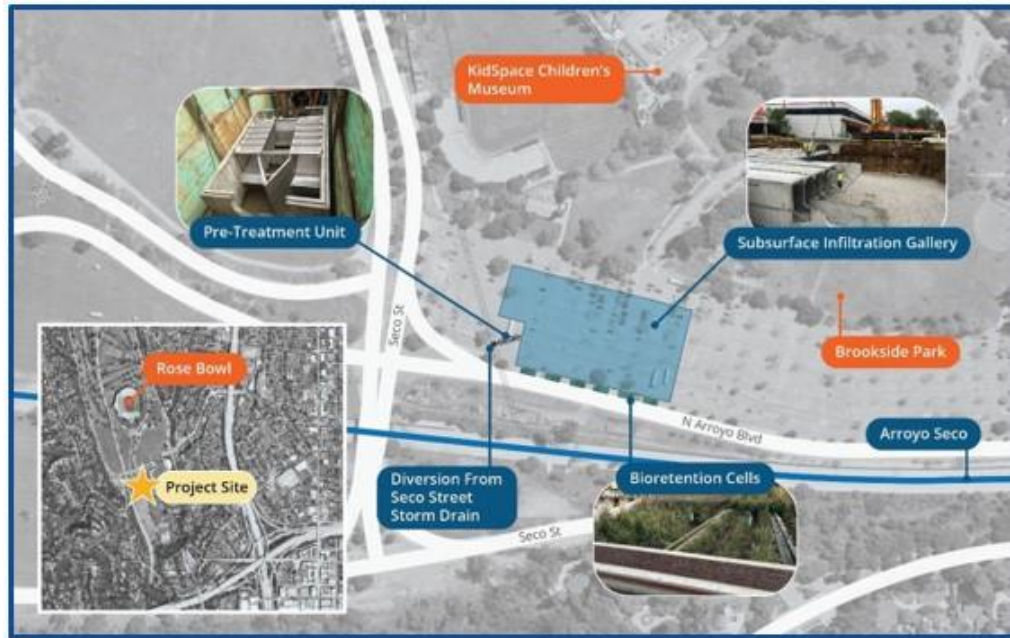 KidSpace Children's
Museum
Pre-Treatment Unit
Subsurface Infiltration Gallery
Seco St
Brookside Park
Rose Bowl
N Arroyo Blvd
Arroyo Seco
Project Site
Diversion From
Seco Street
Storm Drain
Bioretention Cells
Seco St